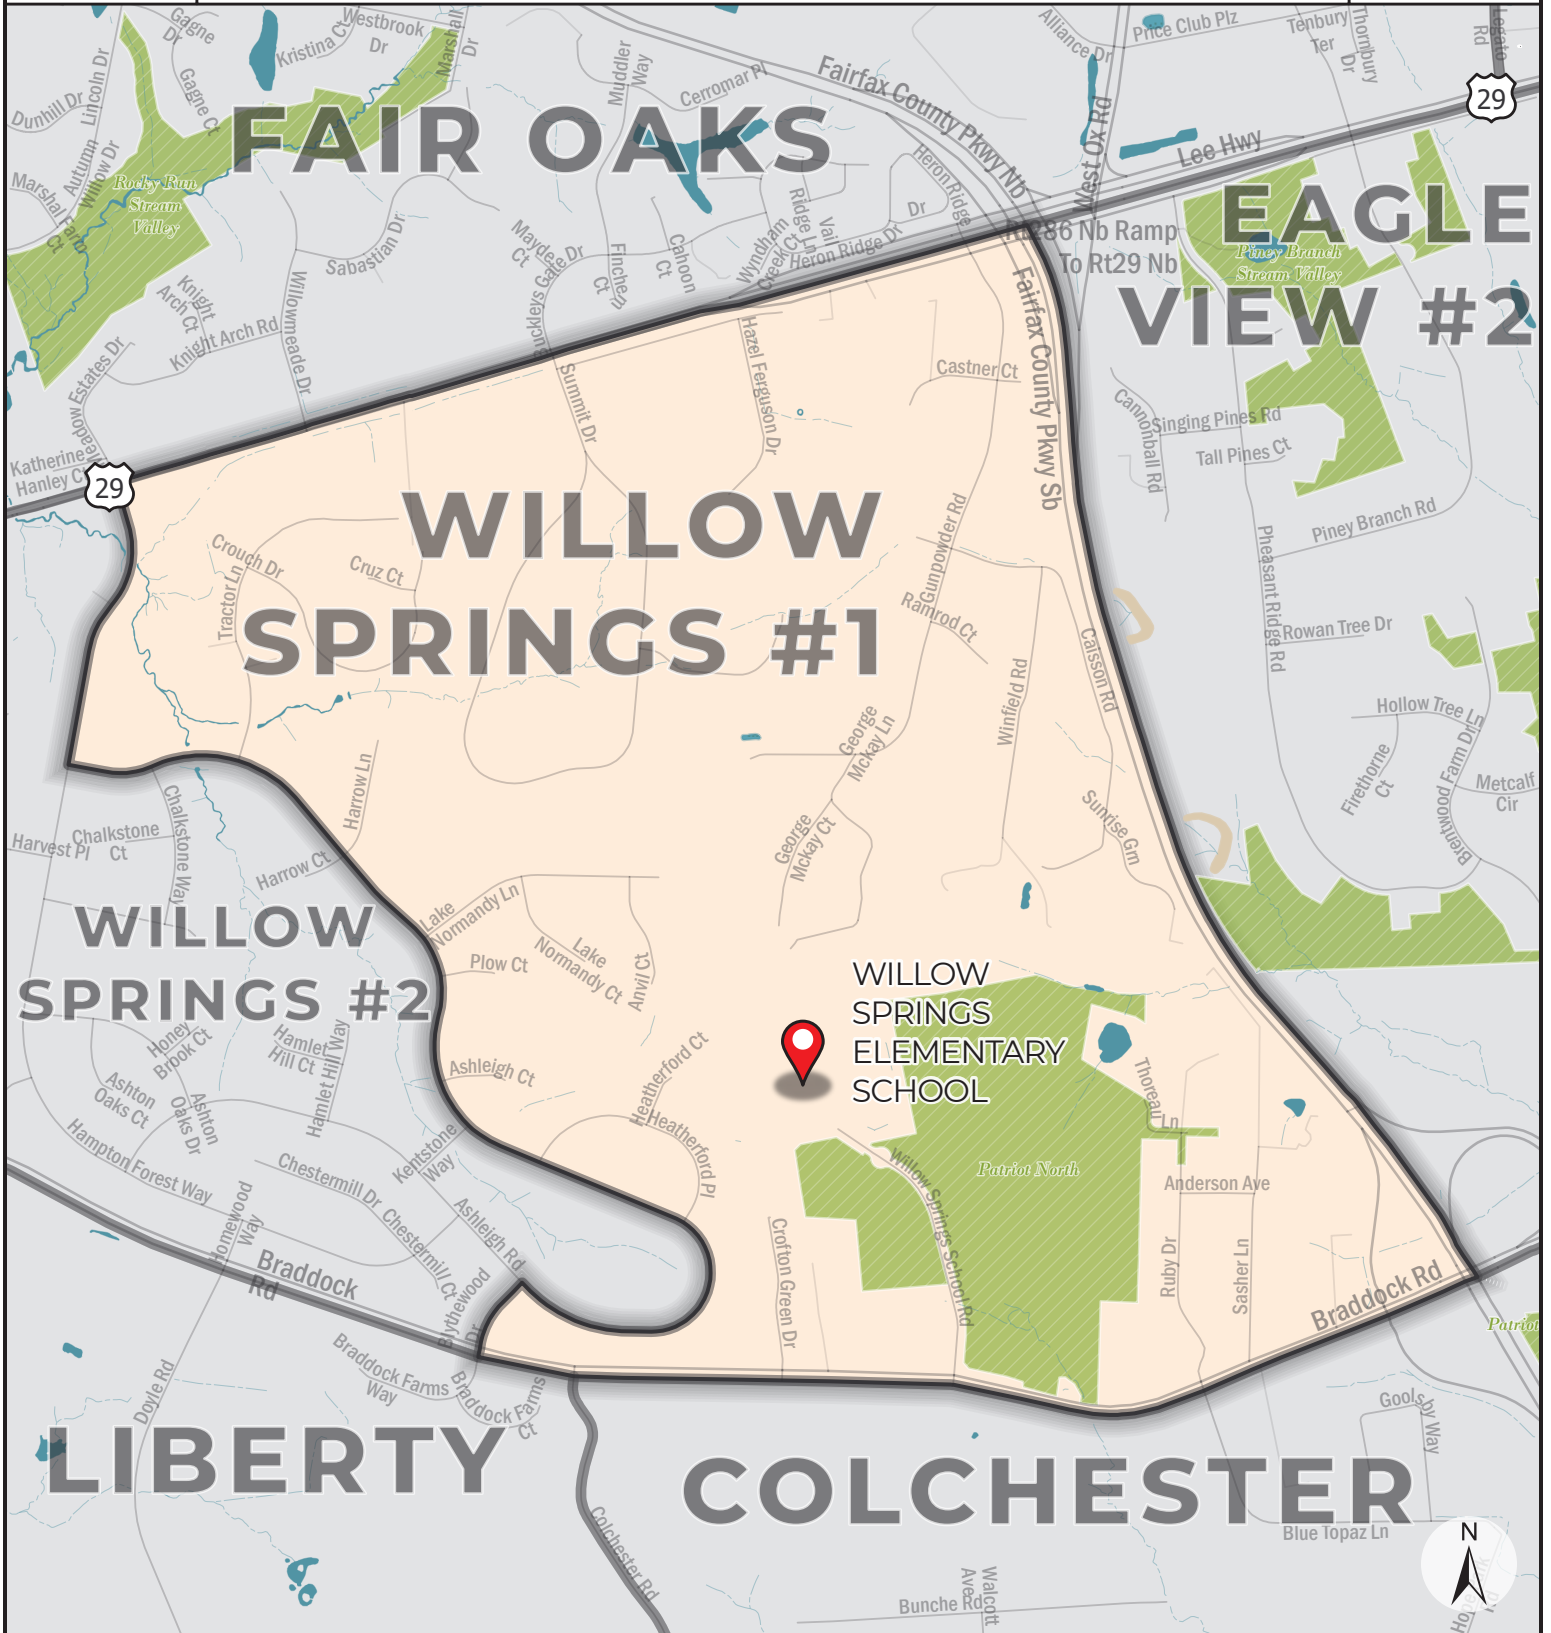 Gagne
Dr
Westbrook
Dr
Kristina Ct
Marshall
Dr
Lincoln Dr
Gagne Ct
Dunhill Dr
Autumn
Willow Dr
Marshal Farm
Ct
Rocky Run
Stream
Valley
Muddler
Way
Cerromar Pl
Fairfax County Pkwy Nb
Alliance Dr
Price Club Plz
Tenbury
Ter
Thornbury
Dr
Legato
Rd
29
West Ox Rd
Lee Hwy
FAIR OAKS
Heron Ridge
Dr
EAGLE
VIEW #2
Piney Branch
Stream Valley
Rt286 Nb Ramp
To Rt29 Nb
Sabastian Dr
Knight
Arch Ct
Knight Arch Rd
Willowmeade Dr
Meadow Estates Dr
Katherine
Hanley Ct
29
Mayde
Ct
Buckleys Gate Dr
Finches
Ct
Cahoon
Ct
Wyndham
Creek Ct
Ridge Ln
Vail
Heron Ridge Dr
Fairfax County Pkwy Sb
Summit Dr
Hazel Ferguson Dr
Castner Ct
Cannonball Rd
Singing Pines Rd
Tall Pines Ct
Piney Branch Rd
Pheasant Ridge Rd
Rowan Tree Dr
Hollow Tree Ln
Firethorne
Ct
Brentwood Farm Dr
Metcalf
Cir
WILLOW
SPRINGS #1
Crouch Dr
Tractor Ln
Cruz Ct
Gunpowder Rd
Ramrod Ct
Winfield Rd
Caisson Rd
George
Mckay Ln
George
Mckay Ct
Sunrise Grn
Harrow Ln
Harrow Ct
Chalkstone
Ct
Chalkstone Way
Harvest Pl
WILLOW
SPRINGS #2
Lake
Normandy Ln
Lake
Normandy Ct
Plow Ct
Anvil Ct
WILLOW
SPRINGS
ELEMENTARY
SCHOOL
Honey
Brook Ct
Hamlet
Hill Ct
Hamlet Hill Way
Ashton
Oaks Ct
Ashton
Oaks Dr
Hampton Forest Way
Ashleigh Ct
Heatherford Ct
Heatherford Pl
Kentstone
Way
Chestermill Dr
Chestermill Ct
Ashleigh Rd
Homewood
Way
Blythewood
Dr
Braddock
Rd
Thoreau
Ln
Patriot North
Willow Springs School Rd
Anderson Ave
Ruby Dr
Sasher Ln
Crofton Green Dr
Braddock Rd
Patriot
Doyle Rd
Braddock Farms
Way
Braddock Farms
Ct
LIBERTY
COLCHESTER
Colchester Rd
Goolsby Way
Blue Topaz Ln
Bunche Rd
Walcott
Ave
N